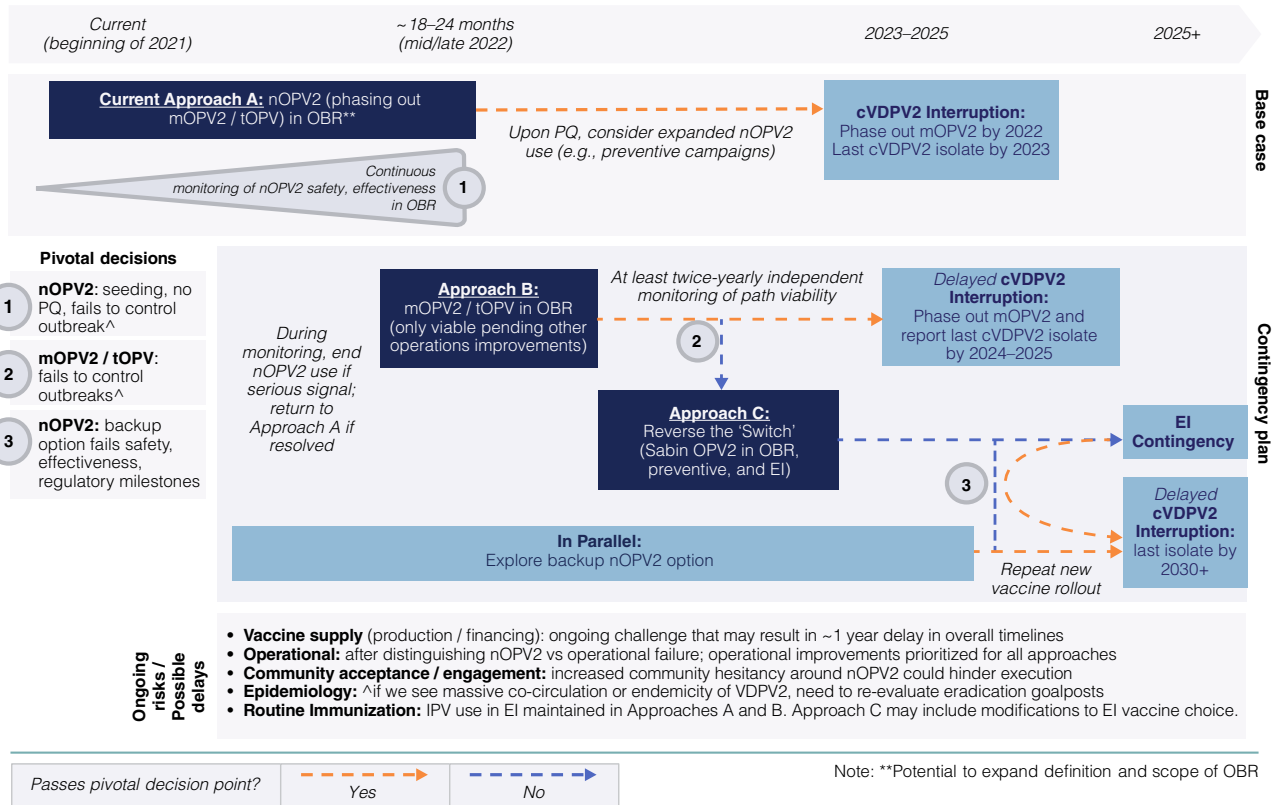 Current
(beginning of 2021)
~18–24 months
(mid/late 2022)
2023–2025
2025+
Base case
Current Approach A: nOPV2 (phasing out
mOPV2 / tOPV) in OBR**
Upon PQ, consider expanded nOPV2
use (e.g., preventive campaigns)
cVDPV2 Interruption:
Phase out mOPV2 by 2022
Last cVDPV2 isolate by 2023
Continuous
monitoring of nOPV2 safety, effectiveness
in OBR
1
Pivotal decisions
1
nOPV2: seeding, no
PQ, fails to control
outbreak^
2
mOPV2 / tOPV:
fails to control
outbreaks^
3
nOPV2: backup
option fails safety,
effectiveness,
regulatory milestones
Contingency plan
During
monitoring, end
nOPV2 use if
serious signal;
return to
Approach A if
resolved
Approach B:
mOPV2 / tOPV in OBR
(only viable pending other
operations improvements)
At least twice-yearly independent
monitoring of path viability
2
Delayed cVDPV2
Interruption:
Phase out mOPV2 and
report last cVDPV2 isolate
by 2024–2025
Approach C:
Reverse the ‘Switch’
(Sabin OPV2 in OBR,
preventive, and EI)
3
EI
Contingency
Delayed
cVDPV2
Interruption:
last isolate by
2030+
In Parallel:
Explore backup nOPV2 option
Repeat new
vaccine rollout
Ongoing
risks /
Possible
delays
• Vaccine supply (production / financing): ongoing challenge that may result in ~1 year delay in overall timelines
• Operational: after distinguishing nOPV2 vs operational failure; operational improvements prioritized for all approaches
• Community acceptance / engagement: increased community hesitancy around nOPV2 could hinder execution
• Epidemiology: ^if we see massive co-circulation or endemicity of VDPV2, need to re-evaluate eradication goalposts
• Routine Immunization: IPV use in EI maintained in Approaches A and B. Approach C may include modifications to EI vaccine choice.
Passes pivotal decision point?
Yes
No
Note: **Potential to expand definition and scope of OBR